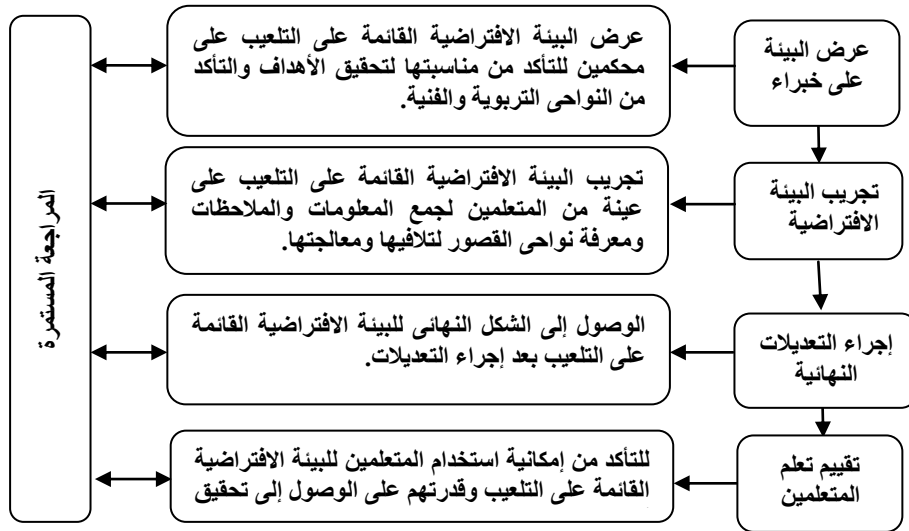 عرض البيئة
على خبراء
عرض البيئة الافتراضية القائمة على التلعيب على
محكمين للتأكد من مناسبتها لتحقيق الأهداف والتأكد
من النواحى التربوية والفنية.
تجريب البيئة
الافتراضية
تجريب البيئة الافتراضية القائمة على التلعيب على
عينة من المتعلمين لجمع المعلومات والملاحظات
ومعرفة نواحى القصور لتلافيها ومعالجتها.
إجراء التعديلات
النهائية
الوصول إلى الشكل النهائى للبيئة الافتراضية القائمة
على التلعيب بعد إجراء التعديلات.
تقييم تعلم
المتعلمين
للتأكد من إمكانية استخدام المتعلمين للبيئة الافتراضية
القائمة على التلعيب وقدرتهم على الوصول إلى تحقيق
المراجعة المستمرة